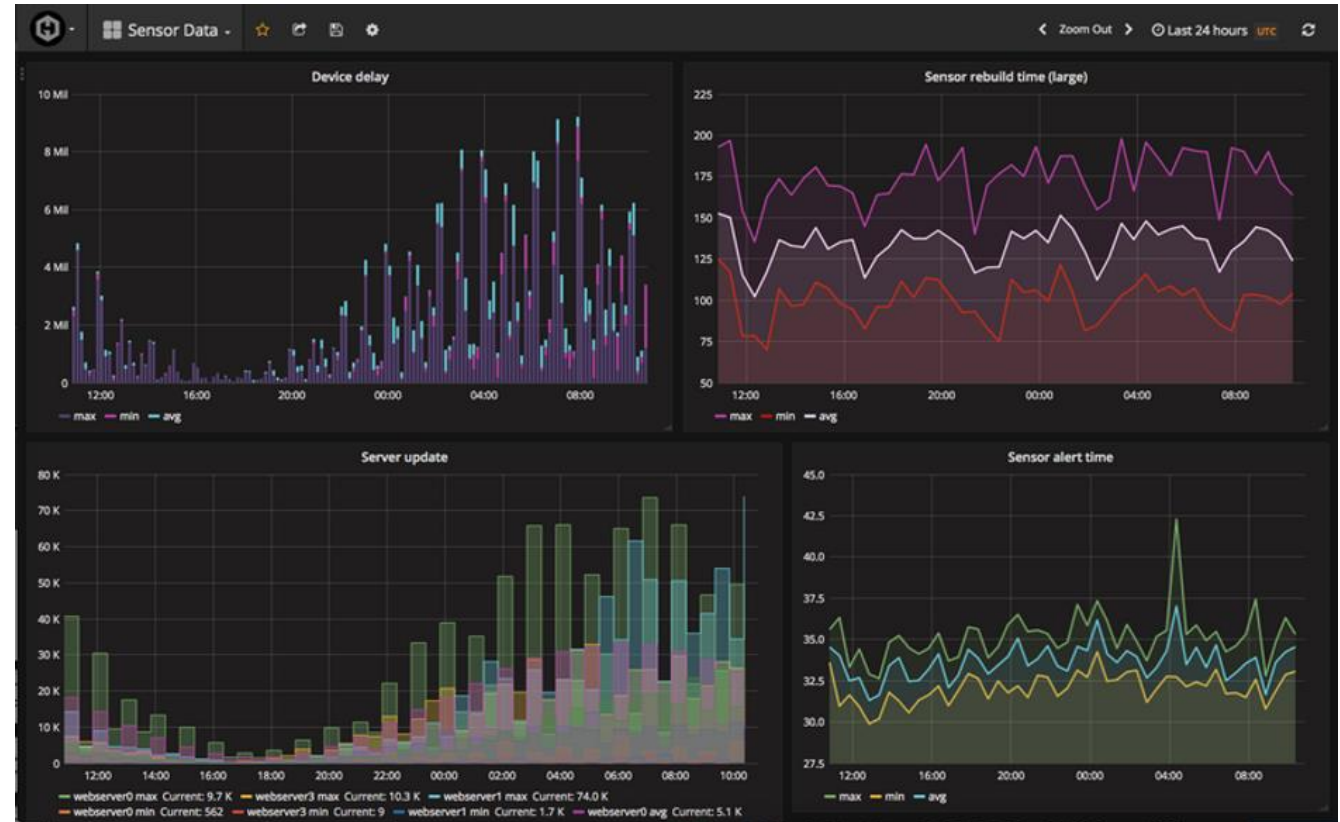 Sensor Data
Zoom Out
Last 24 hours UTC
Device delay
10 Mil
8 Mil
6 Mil
4 Mil
2 Mil
0
12:00 16:00 20:00 00:00 04:00 08:00
max min avg
Sensor rebuild time (large)
225
200
175
150
125
100
75
50
12:00 16:00 20:00 00:00 04:00 08:00
max min avg
Server update
80 K
70 K
60 K
50 K
40 K
30 K
20 K
10 K
0
12:00 14:00 16:00 18:00 20:00 22:00 00:00 02:00 04:00 06:00 08:00 10:00
webserver0 max Current: 9.7 K webserver3 max Current: 10.3 K webserver1 max Current: 74.0 K
webserver0 min Current: 562 webserver3 min Current: 9 webserver1 min Current: 1.7 K webserver0 avg Current: 5.1 K
Sensor alert time
45.0
42.5
40.0
37.5
35.0
32.5
30.0
27.5
12:00 16:00 20:00 00:00 04:00 08:00
max min avg